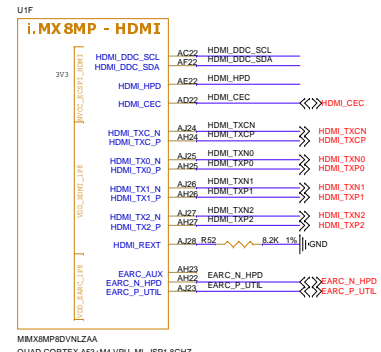 U1F
i.MX8MP - HDMI
HDMI_DDC_SCL AC22 HDMI_DDC_SCL
HDMI_DDC_SDA AF22 HDMI_DDC_SDA
3V3
HDMI_HPD AE22 HDMI_HPD
HDMI_CEC AD22 HDMI_CEC HDMI_CEC
HDMI_TXC_N AJ24 HDMI_TXCN HDMI_TXCN
HDMI_TXC_P AH24 HDMI_TXCP HDMI_TXCP
HDMI_TX0_N AJ25 HDMI_TXN0 HDMI_TXN0
HDMI_TX0_P AH25 HDMI_TXP0 HDMI_TXP0
HDMI_TX1_N AJ26 HDMI_TXN1 HDMI_TXN1
HDMI_TX1_P AH26 HDMI_TXP1 HDMI_TXP1
VDD_HDMI_1P8
HDMI_TX2_N AJ27 HDMI_TXN2 HDMI_TXN2
HDMI_TX2_P AH27 HDMI_TXP2 HDMI_TXP2
HDMI_REXT AJ28 R52 8.2K 1% GND
EARC_AUX AH23
EARC_N_HPD AH22 EARC_N_HPD EARC_N_HPD
EARC_P_UTIL AJ23 EARC_P_UTIL EARC_P_UTIL
VDD_EARC_1P8
MIMX8MP8DVNLZAA